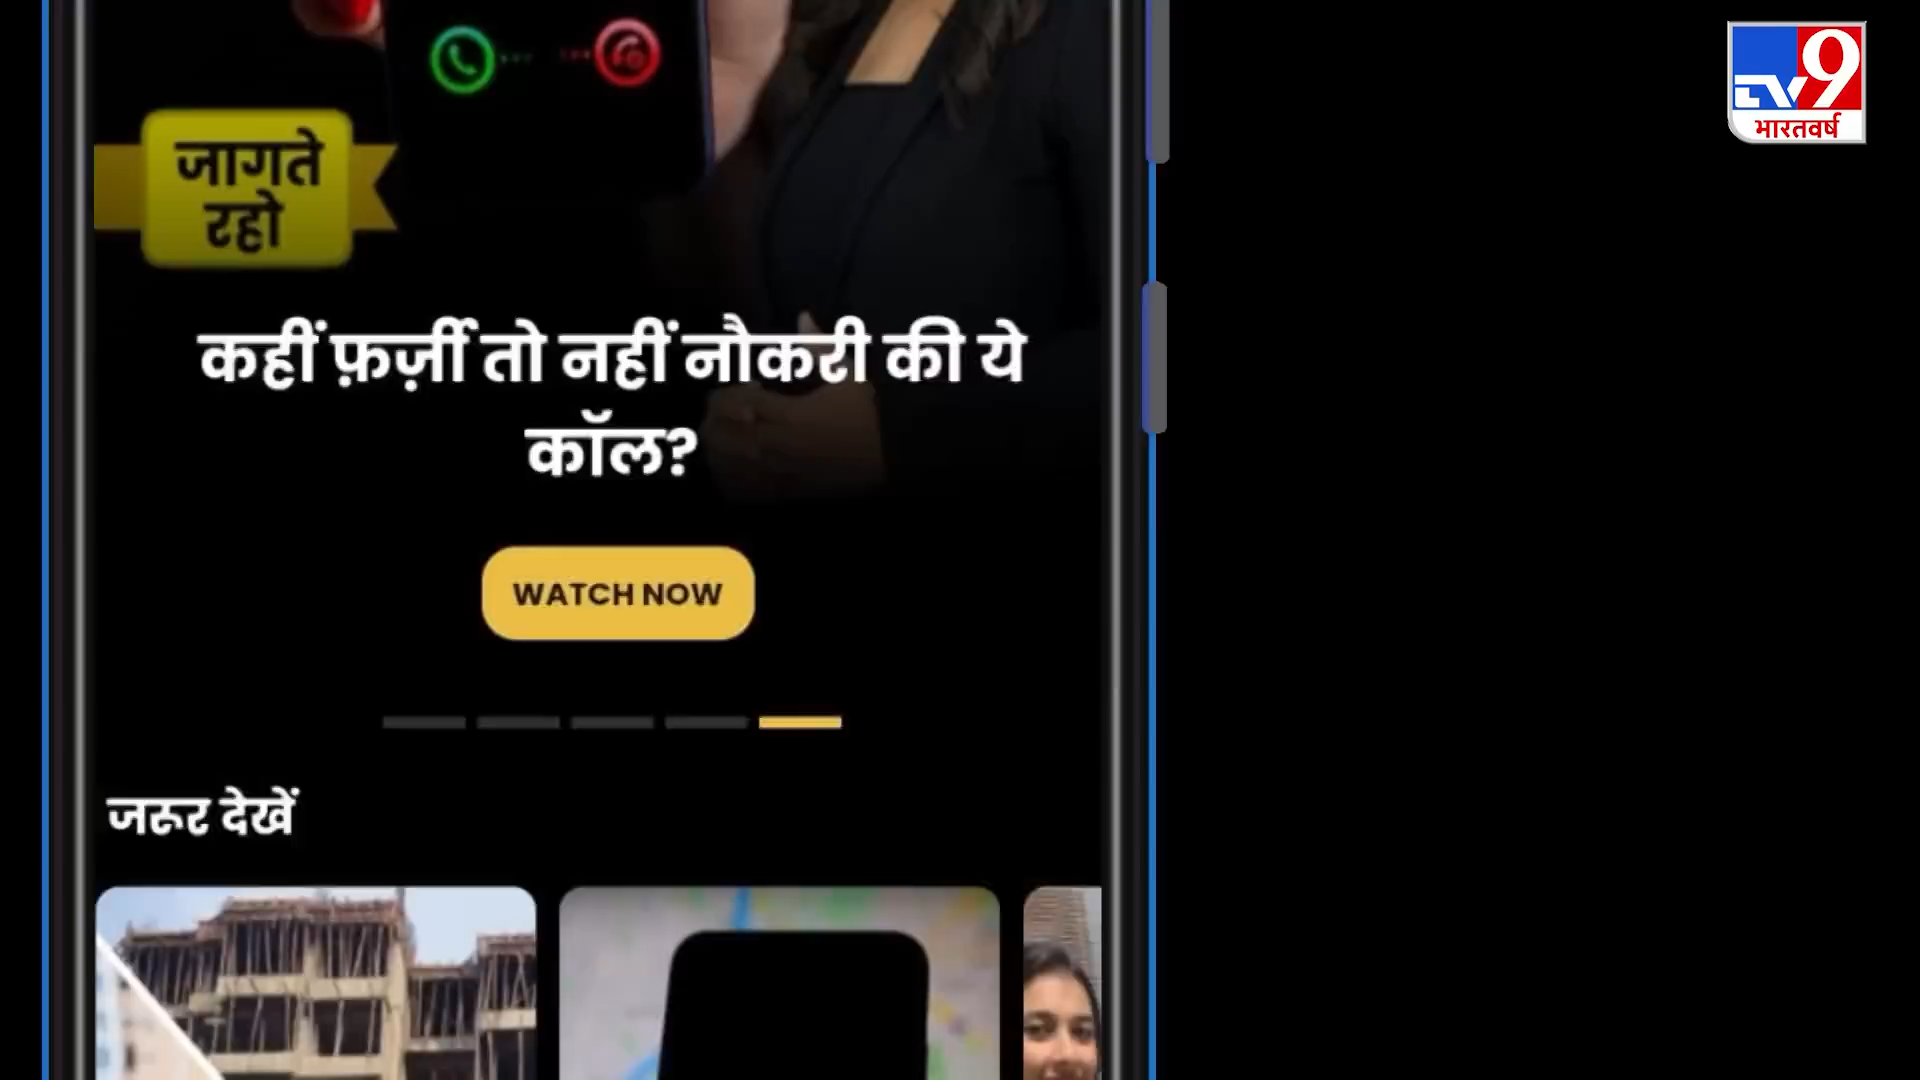 TV9
भारतवर्ष
जागते
रहो
कहीं फ़र्ज़ी तो नहीं नौकरी की ये
कॉल?
WATCH NOW
जरूर देखें